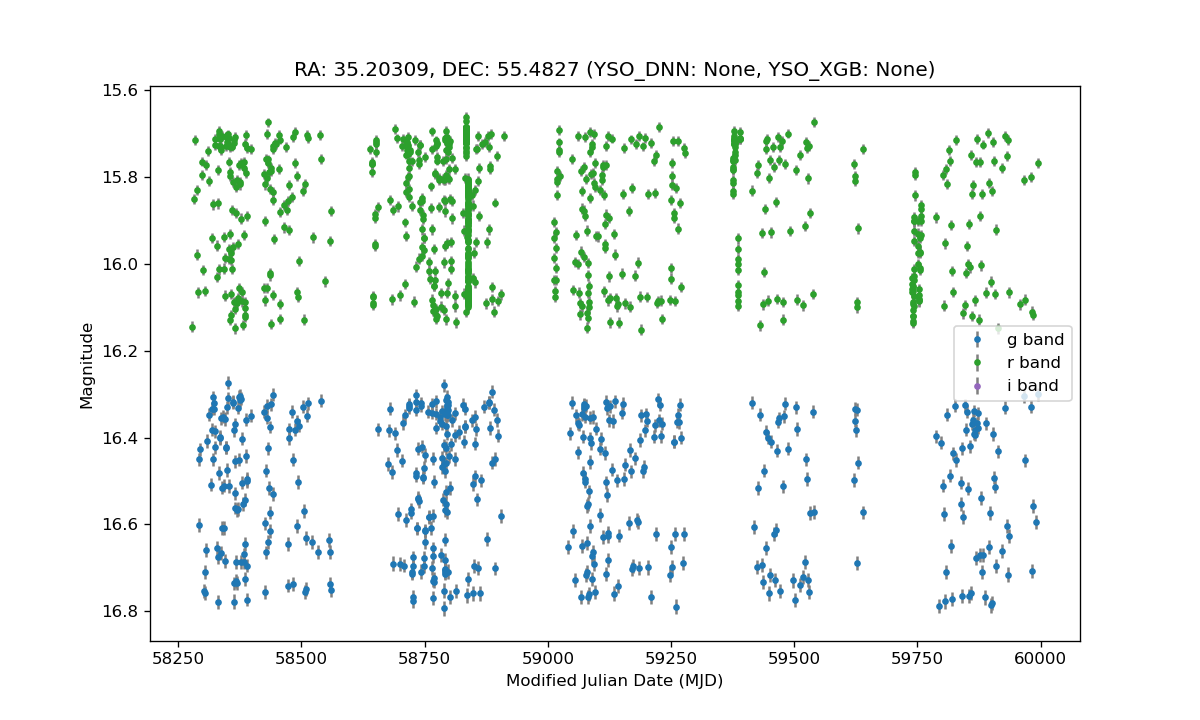 RA: 35.20309, DEC: 55.4827 (YSO_DNN: None, YSO_XGB: None)
15.6
15.8
16.0
16.2
16.4
16.6
16.8
Magnitude
g band
r band
i band
58250 58500 58750 59000 59250 59500 59750 60000
Modified Julian Date (MJD)